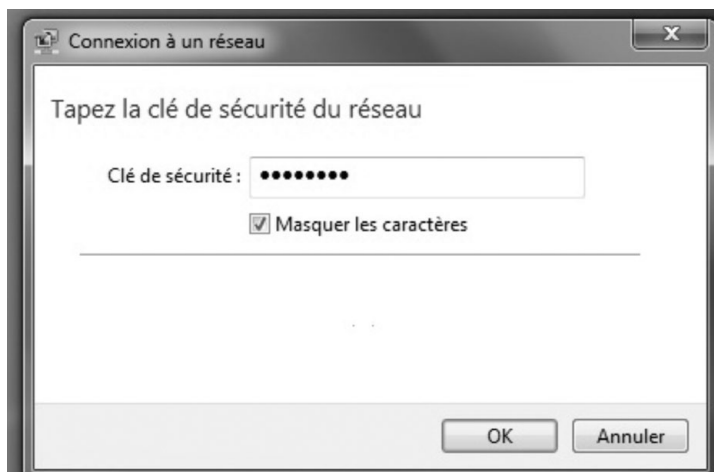 Connexion à un réseau
X
Tapez la clé de sécurité du réseau
Clé de sécurité : ••••••••
Masquer les caractères
OK
Annuler